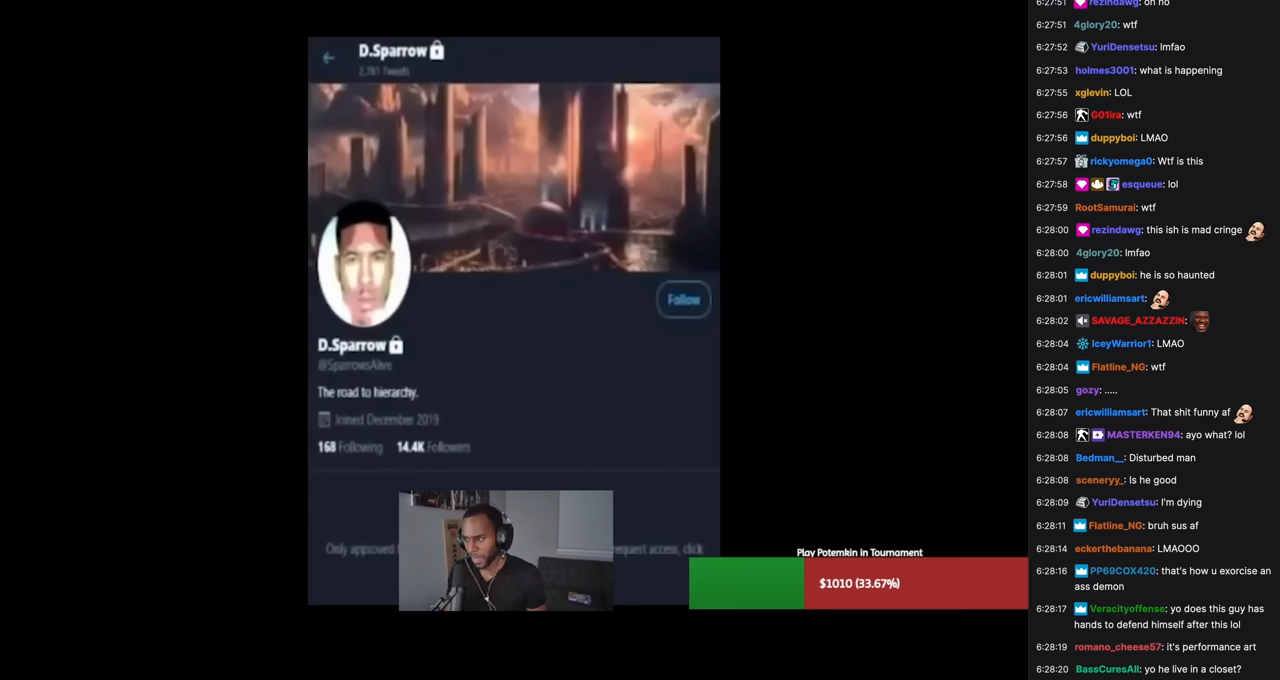 D.Sparrow
2,791 Tweets
Follow
D.Sparrow
@SparrowsAlive
The road to hierarchy.
Joined December 2019
168 Following 14.4K Followers
Only approved
request access, click
Play Potemkin in Tournament
$1010 (33.67%)
6:27:51 rezindawg: oh no
6:27:51 4glory20: wtf
6:27:52 YuriDensetsu: lmfao
6:27:53 holmes3001: what is happening
6:27:55 xglevin: LOL
6:27:56 G01ira: wtf
6:27:56 duppyboi: LMAO
6:27:57 rickyomega0: Wtf is this
6:27:58 esqueue: lol
6:27:59 RootSamurai: wtf
6:28:00 rezindawg: this ish is mad cringe
6:28:00 4glory20: lmfao
6:28:01 duppyboi: he is so haunted
6:28:01 ericwilliamsart:
6:28:02 SAVAGE_AZZAZZIN:
6:28:04 IceyWarrior1: LMAO
6:28:04 Flatline_NG: wtf
6:28:05 gozy: .....
6:28:07 ericwilliamsart: That shit funny af
6:28:08 MASTERKEN94: ayo what? lol
6:28:08 Bedman__: Disturbed man
6:28:08 sceneryy_: Is he good
6:28:09 YuriDensetsu: I'm dying
6:28:11 Flatline_NG: bruh sus af
6:28:14 eckerthebanana: LMAOOO
6:28:16 PP69COX420: that's how u exorcise an
ass demon
6:28:17 Veracityoffense: yo does this guy has
hands to defend himself after this lol
6:28:19 romano_cheese57: it's performance art
6:28:20 BassCuresAll: yo he live in a closet?